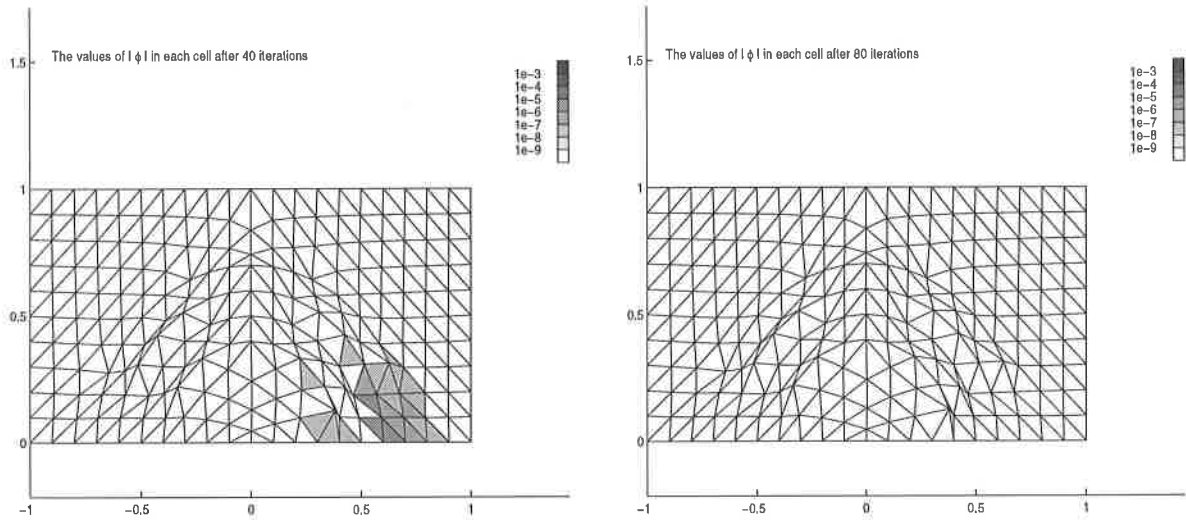 The values of | ϕ | in each cell after 40 iterations
1e-3
1e-4
1e-5
1e-6
1e-7
1e-8
1e-9
1.5
1
0.5
0
-1
-0.5
0
0.5
1
The values of | ϕ | in each cell after 80 iterations
1e-3
1e-4
1e-5
1e-6
1e-7
1e-8
1e-9
1.5
1
0.5
0
-1
-0.5
0
0.5
1